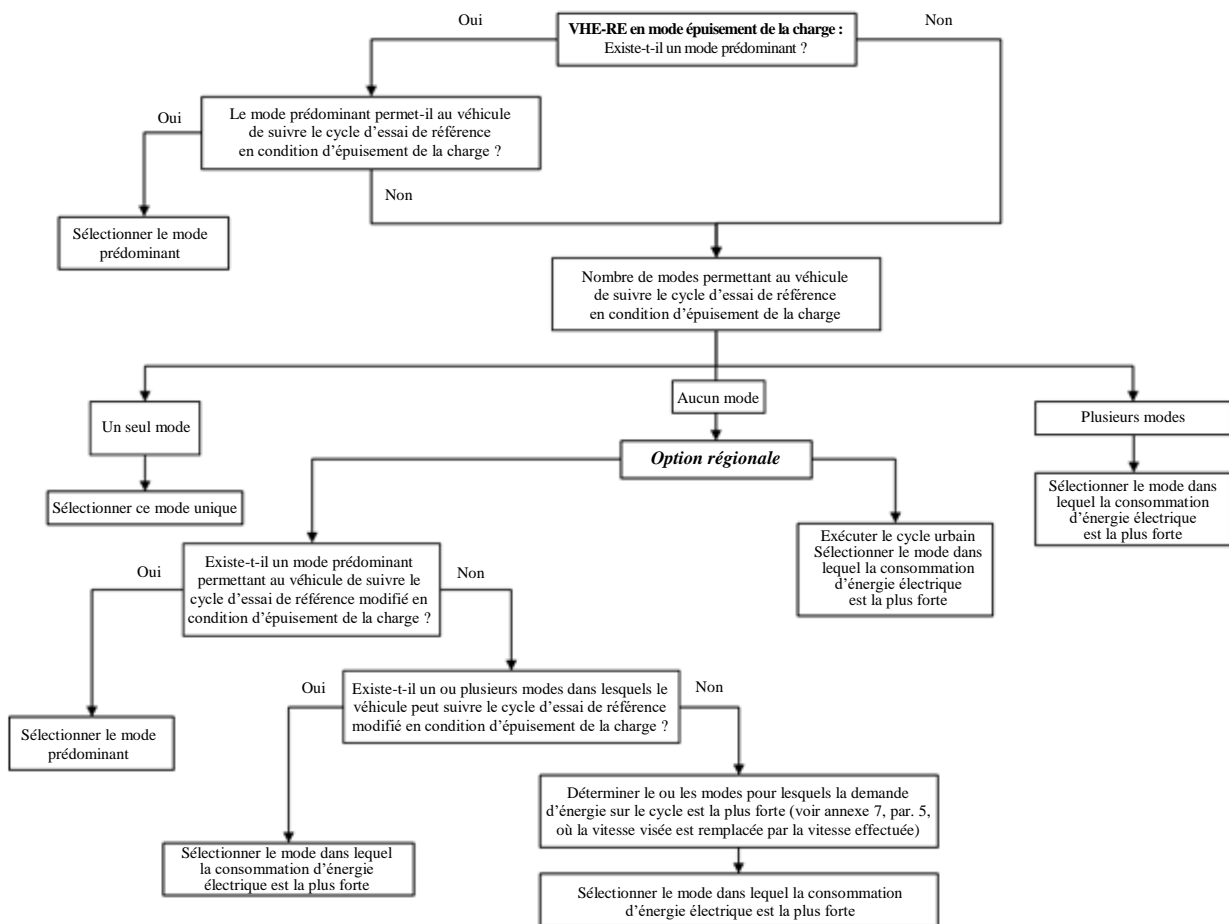 Oui
VHE-RE en mode épuisement de la charge :
Existe-t-il un mode prédominant ?
Non
Oui
Le mode prédominant permet-il au véhicule
de suivre le cycle d’essai de référence
en condition d’épuisement de la charge ?
Non
Sélectionner le mode
prédominant
Nombre de modes permettant au véhicule
de suivre le cycle d’essai de référence
en condition d’épuisement de la charge
Un seul mode
Aucun mode
Plusieurs modes
Sélectionner ce mode unique
Option régionale
Sélectionner le mode dans
lequel la consommation
d’énergie électrique
est la plus forte
Exécuter le cycle urbain
Sélectionner le mode dans
lequel la consommation
d’énergie électrique
est la plus forte
Oui
Existe-t-il un mode prédominant
permettant au véhicule de suivre le
cycle d’essai de référence modifié en
condition d’épuisement de la charge ?
Non
Sélectionner le mode
prédominant
Oui
Existe-t-il un ou plusieurs modes dans lesquels le
véhicule peut suivre le cycle d’essai de référence
modifié en condition d’épuisement de la charge ?
Non
Sélectionner le mode dans lequel
la consommation d’énergie
électrique est la plus forte
Déterminer le ou les modes pour lesquels la demande
d’énergie sur le cycle est la plus forte (voir annexe 7, par. 5,
où la vitesse visée est remplacée par la vitesse effectuée)
Sélectionner le mode dans lequel la consommation
d’énergie électrique est la plus forte